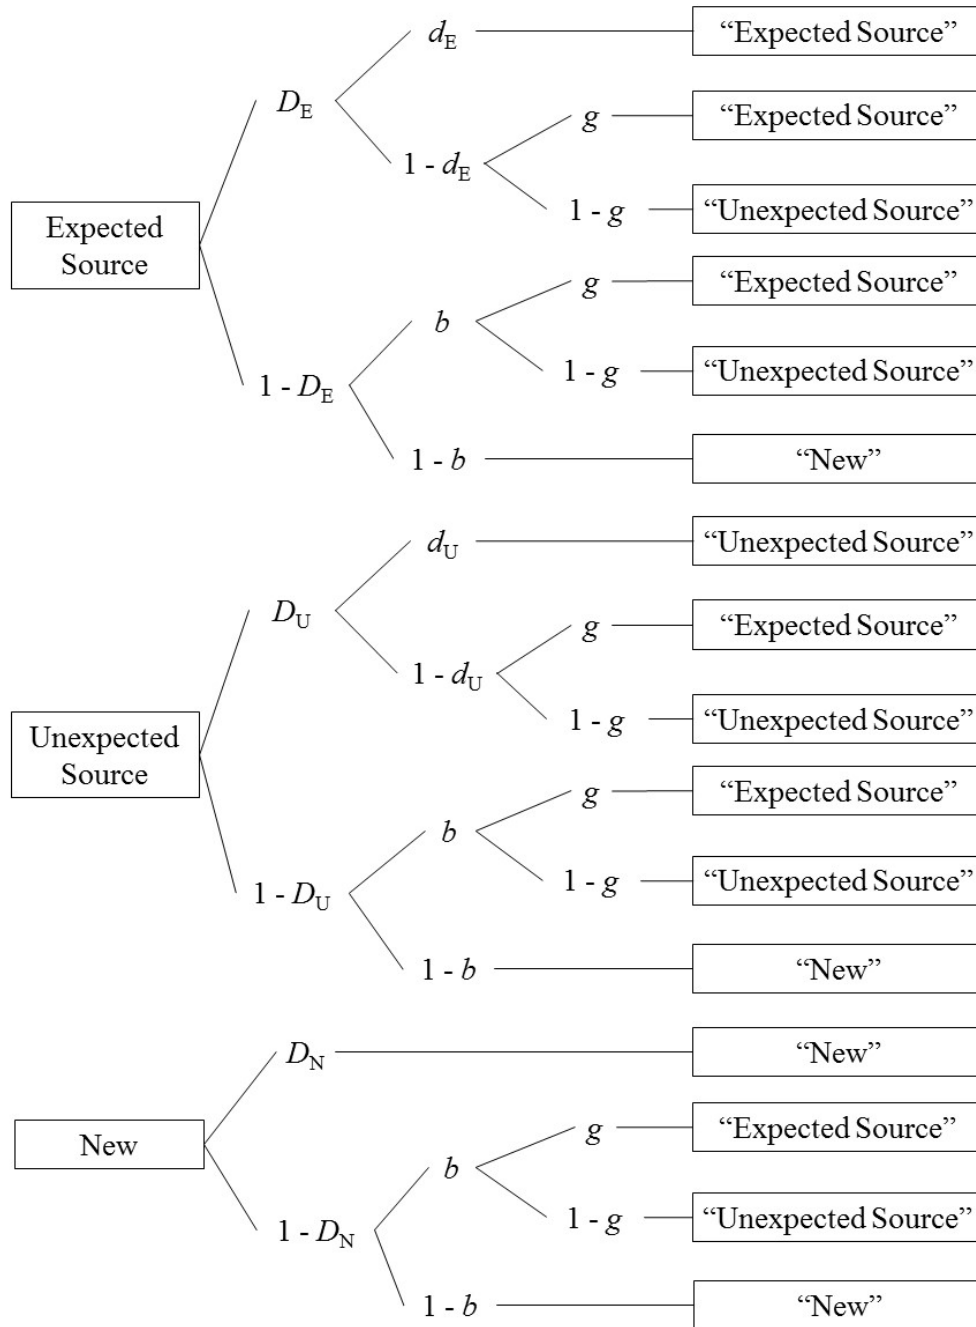 d_E
“Expected Source”
D_E
g
“Expected Source”
1 - d_E
1 - g
“Unexpected Source”
Expected
Source
g
“Expected Source”
b
1 - g
“Unexpected Source”
1 - D_E
1 - b
“New”
d_U
“Unexpected Source”
D_U
g
“Expected Source”
1 - d_U
1 - g
“Unexpected Source”
Unexpected
Source
g
“Expected Source”
b
1 - g
“Unexpected Source”
1 - D_U
1 - b
“New”
D_N
“New”
New
g
“Expected Source”
b
1 - g
“Unexpected Source”
1 - D_N
1 - b
“New”